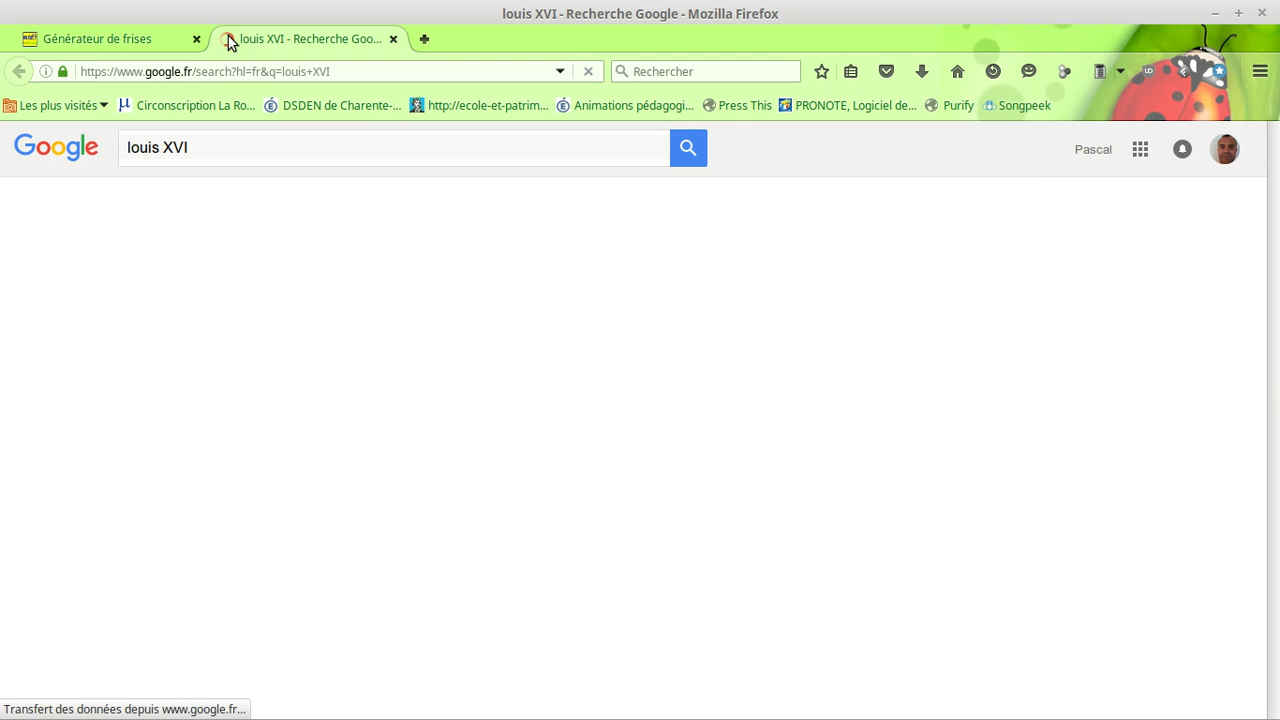 louis XVI - Recherche Google - Mozilla Firefox
Générateur de frises
louis XVI - Recherche Goo...
https://www.google.fr/search?hl=fr&q=louis+XVI
Rechercher
Les plus visités
Circonscription La Ro...
DSDEN de Charente-...
http://ecole-et-patrim...
Animations pédagogi...
Press This
PRONOTE, Logiciel de...
Purify
Songpeek
Google
louis XVI
Pascal
Transfert des données depuis www.google.fr...